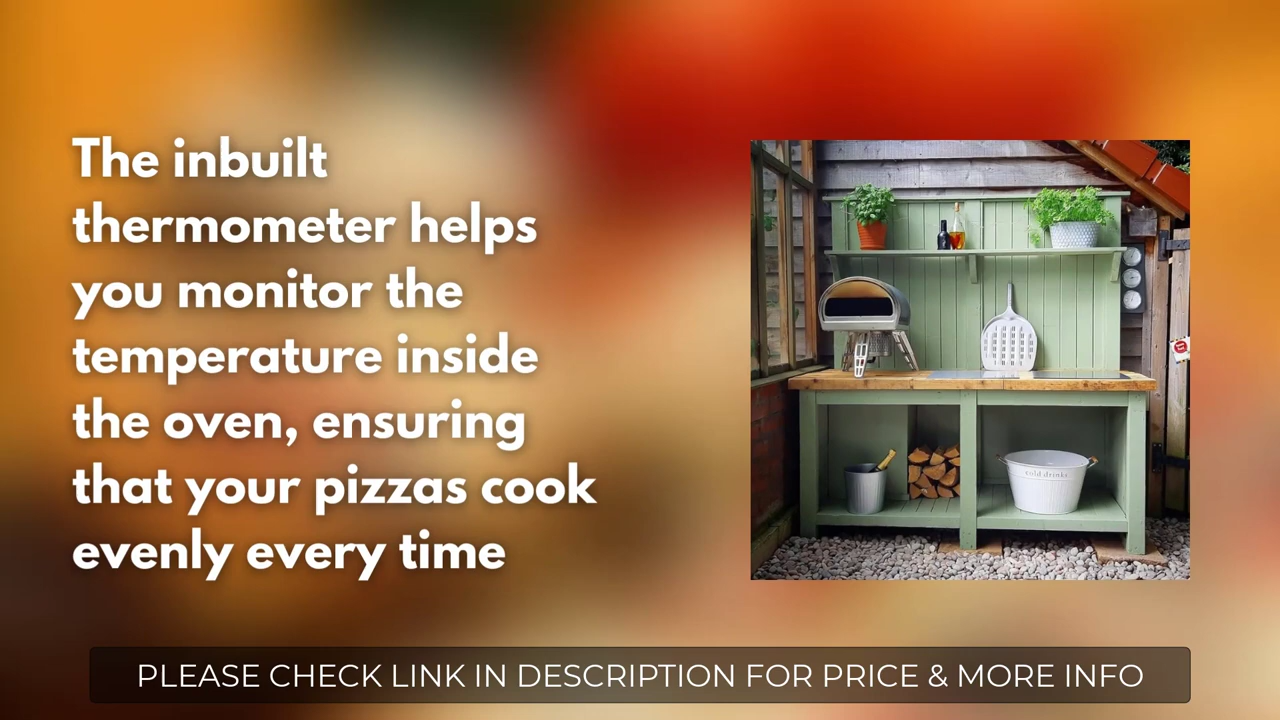 The inbuilt
thermometer helps
you monitor the
temperature inside
the oven, ensuring
that your pizzas cook
evenly every time
cold drinks
PLEASE CHECK LINK IN DESCRIPTION FOR PRICE & MORE INFO